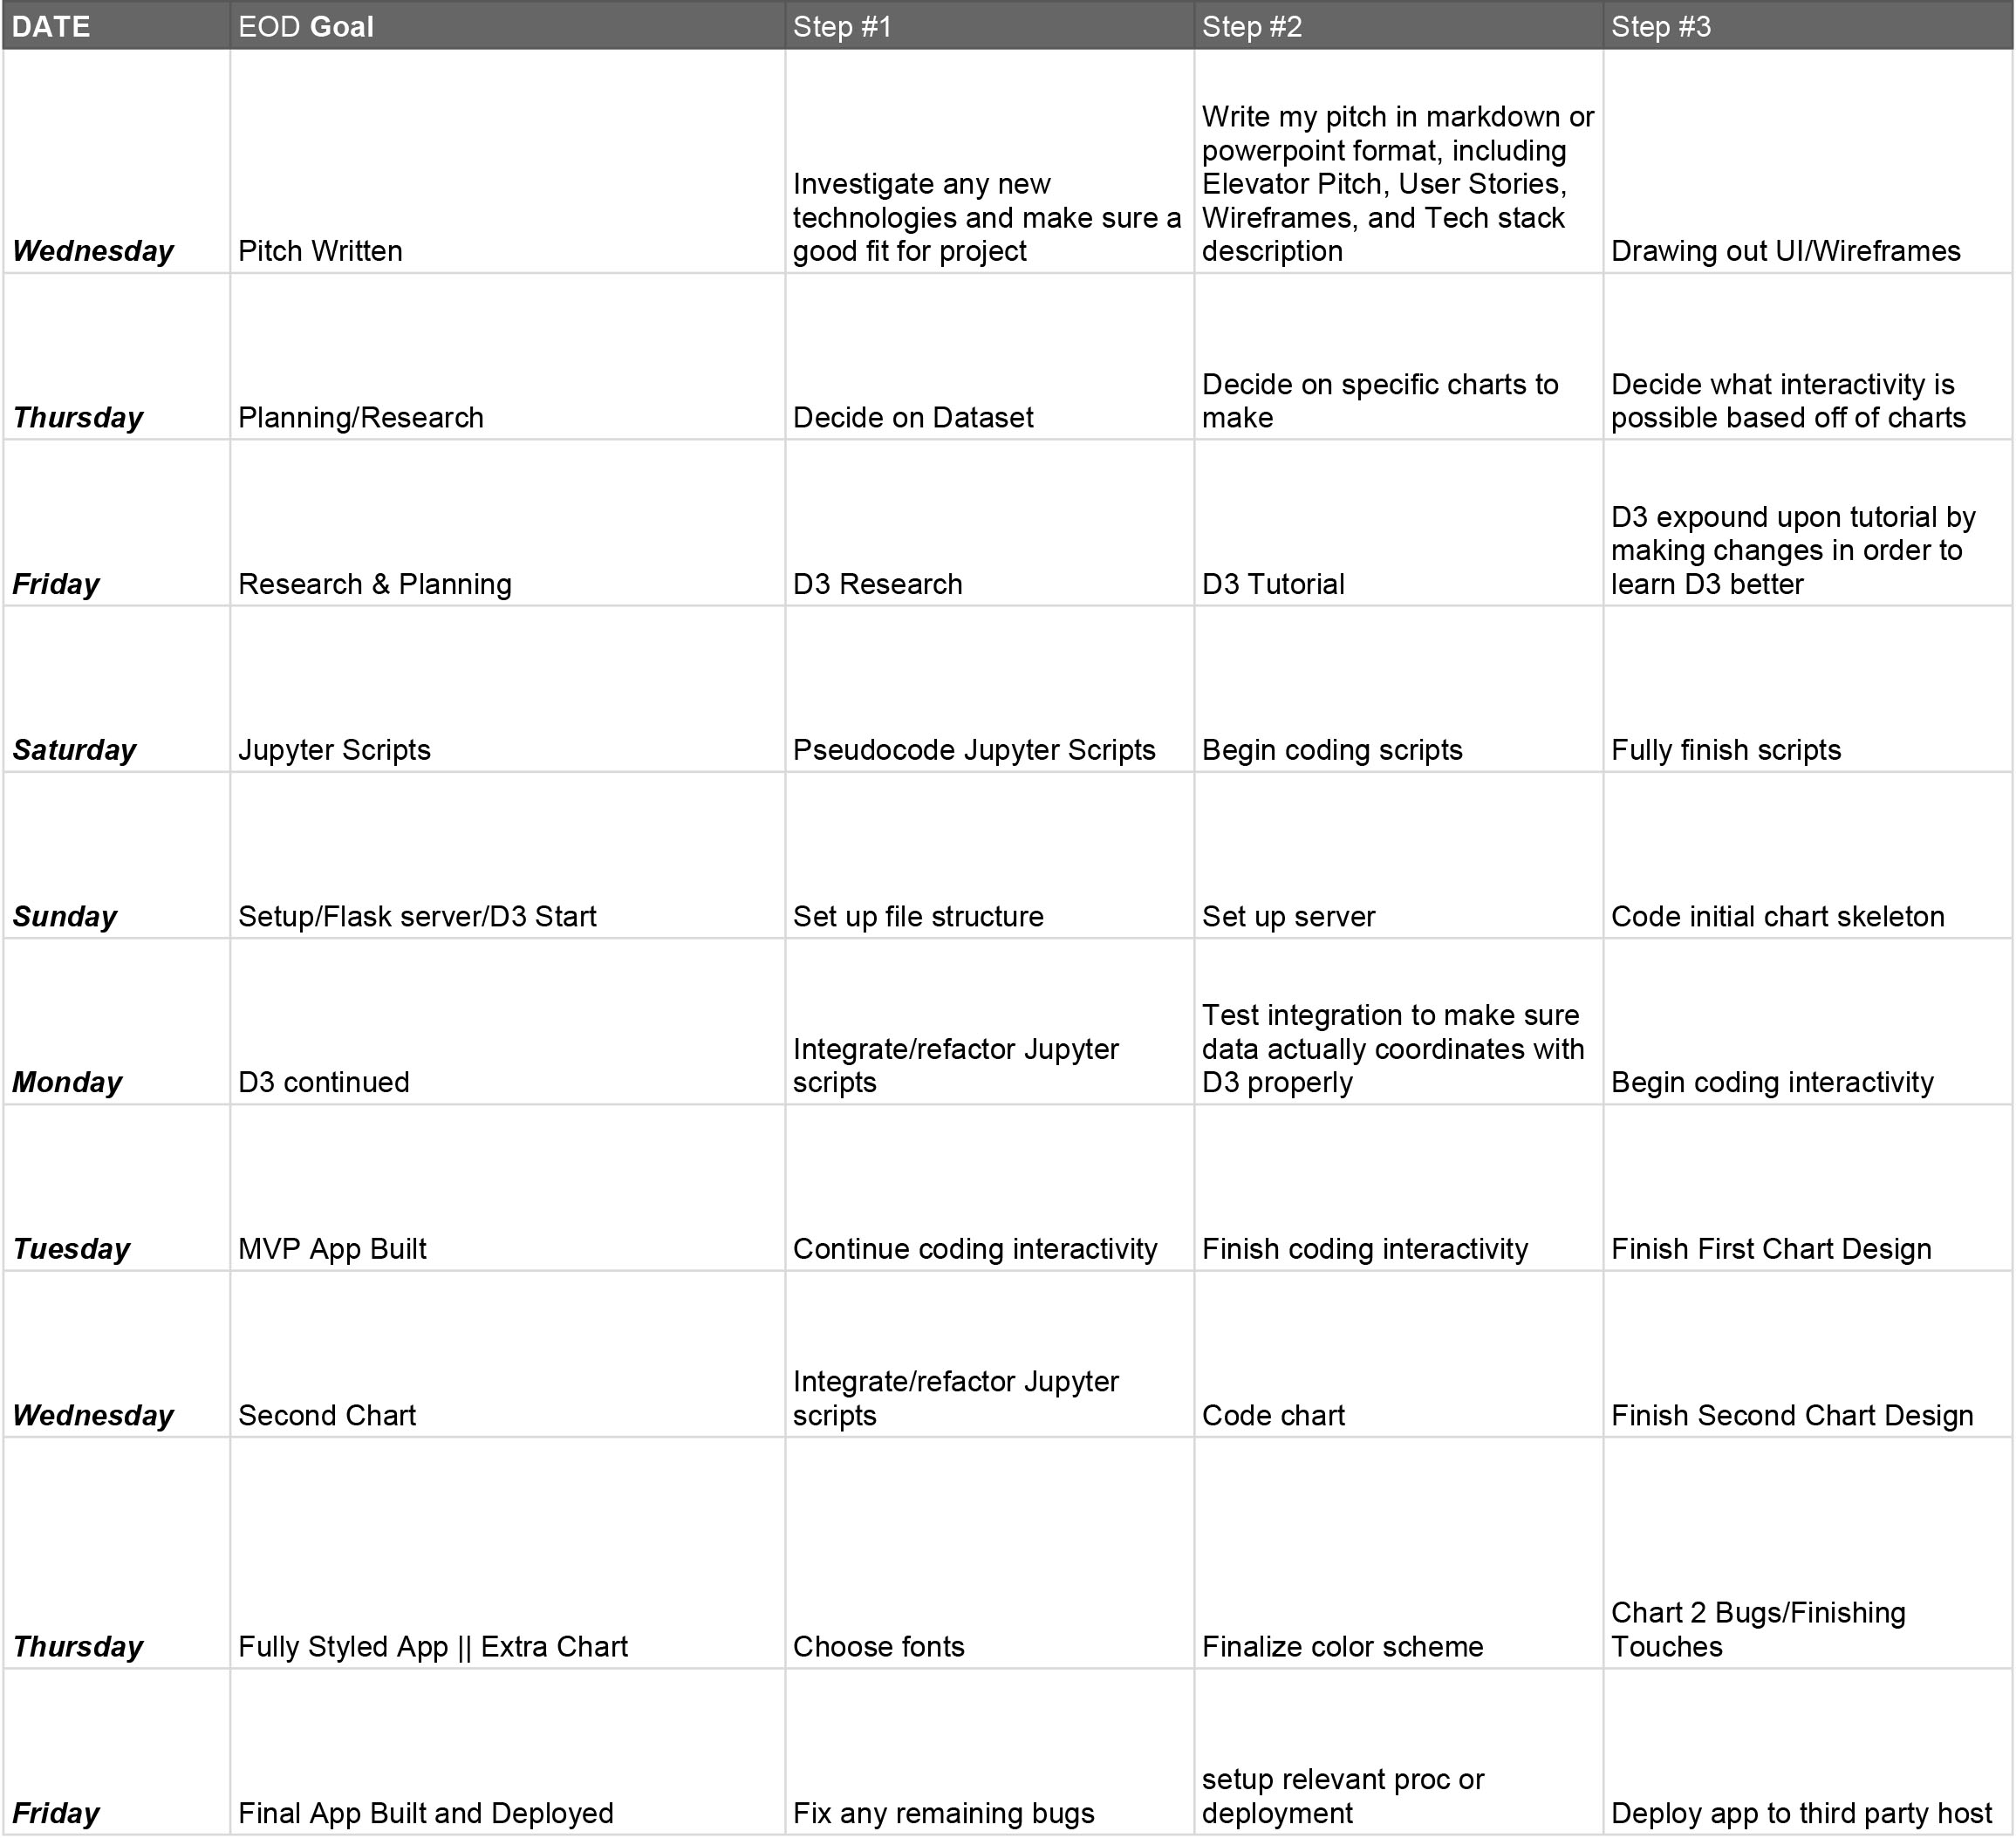 DATE EOD Goal Step #1 Step #2 Step #3
Wednesday
Pitch Written
Investigate any new
technologies and make sure a
good fit for project
Write my pitch in markdown or
powerpoint format, including
Elevator Pitch, User Stories,
Wireframes, and Tech stack
description
Drawing out UI/Wireframes
Thursday
Planning/Research
Decide on Dataset
Decide on specific charts to
make
Decide what interactivity is
possible based off of charts
Friday
Research & Planning
D3 Research
D3 Tutorial
D3 expound upon tutorial by
making changes in order to
learn D3 better
Saturday
Jupyter Scripts
Pseudocode Jupyter Scripts
Begin coding scripts
Fully finish scripts
Sunday
Setup/Flask server/D3 Start
Set up file structure
Set up server
Code initial chart skeleton
Monday
D3 continued
Integrate/refactor Jupyter
scripts
Test integration to make sure
data actually coordinates with
D3 properly
Begin coding interactivity
Tuesday
MVP App Built
Continue coding interactivity
Finish coding interactivity
Finish First Chart Design
Wednesday
Second Chart
Integrate/refactor Jupyter
scripts
Code chart
Finish Second Chart Design
Thursday
Fully Styled App || Extra Chart
Choose fonts
Finalize color scheme
Chart 2 Bugs/Finishing
Touches
Friday
Final App Built and Deployed
Fix any remaining bugs
setup relevant proc or
deployment
Deploy app to third party host